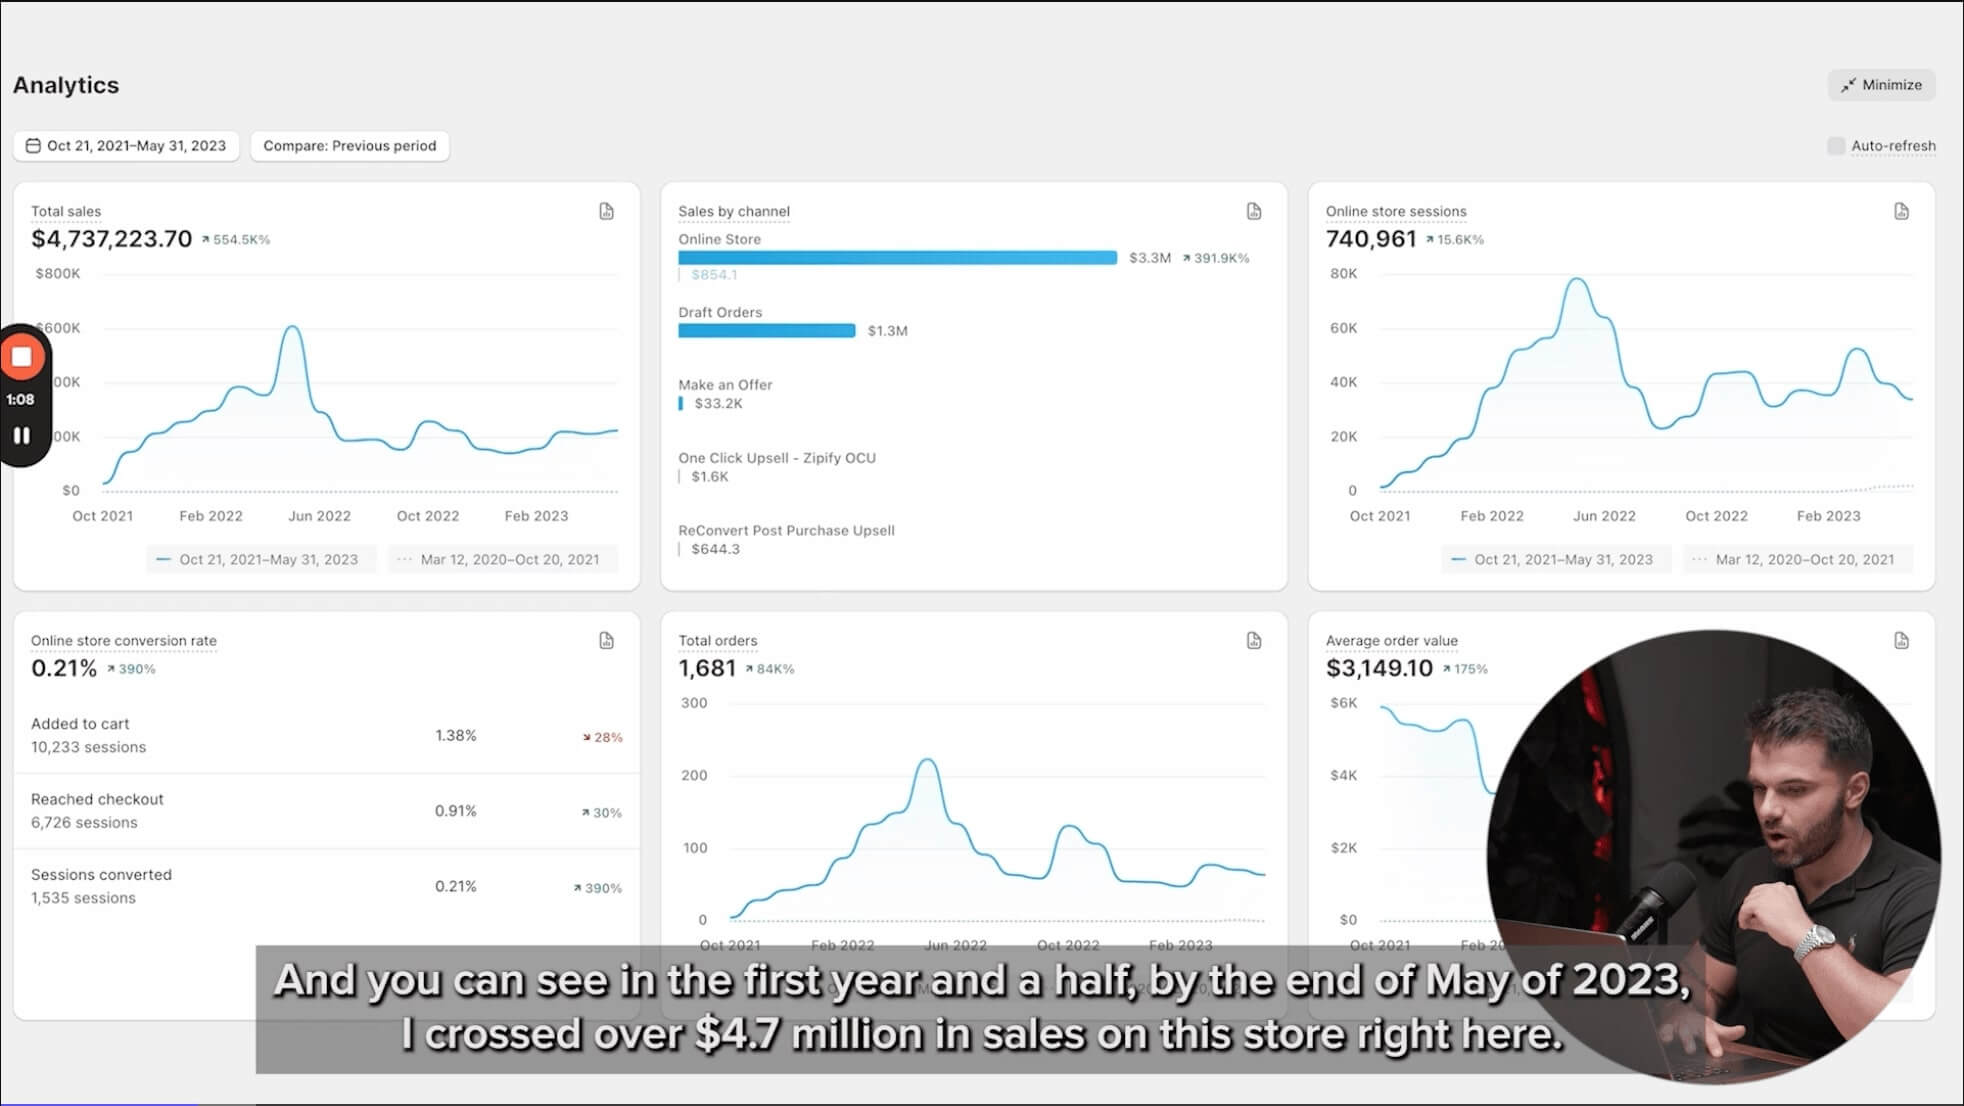 Analytics
Minimize
Oct 21, 2021–May 31, 2023
Compare: Previous period
Auto-refresh
Total sales
$4,737,223.70 554.5K%
$800K
$600K
00K
00K
$0
Oct 2021 Feb 2022 Jun 2022 Oct 2022 Feb 2023
Oct 21, 2021–May 31, 2023 Mar 12, 2020–Oct 20, 2021
1:08
Sales by channel
Online Store
$3.3M 391.9K%
$854.1
Draft Orders
$1.3M
Make an Offer
$33.2K
One Click Upsell - Zipify OCU
$1.6K
ReConvert Post Purchase Upsell
$644.3
Online store sessions
740,961 15.6K%
80K
60K
40K
20K
0
Oct 2021 Feb 2022 Jun 2022 Oct 2022 Feb 2023
Oct 21, 2021–May 31, 2023 Mar 12, 2020–Oct 20, 2021
Online store conversion rate
0.21% 390%
Added to cart
10,233 sessions
1.38% 28%
Reached checkout
6,726 sessions
0.91% 30%
Sessions converted
1,535 sessions
0.21% 390%
Total orders
1,681 84K%
300
200
100
0
Oct 2021 Feb 2022 Jun 2022 Oct 2022 Feb 2023
Average order value
$3,149.10 175%
$6K
$4K
$2K
$0
Oct 2021 Feb 20
And you can see in the first year and a half, by the end of May of 2023,
I crossed over $4.7 million in sales on this store right here.